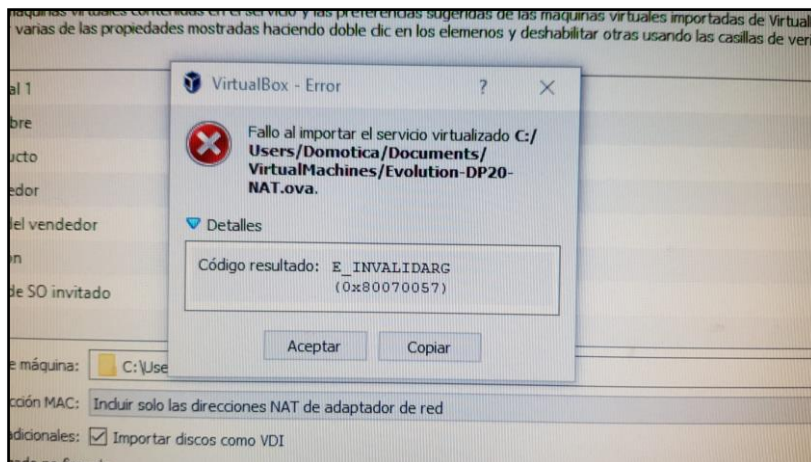 máquinas virtuales contenidas en el servicio y las preferencias sugeridas de las máquinas virtuales importadas de Virtual
varias de las propiedades mostradas haciendo doble clic en los elemenos y deshabilitar otras usando las casillas de veri
al 1
bre
ucto
edor
del vendedor
on
de SO invitado
VirtualBox - Error ? ×
Fallo al importar el servicio virtualizado C:/
Users/Domotica/Documents/
VirtualMachines/Evolution-DP20-
NAT.ova.
Detalles
Código resultado: E_INVALIDARG
(0x80070057)
Aceptar Copiar
e máquina: C:\Use
cción MAC: Incluir solo las direcciones NAT de adaptador de red
adicionales: Importar discos como VDI